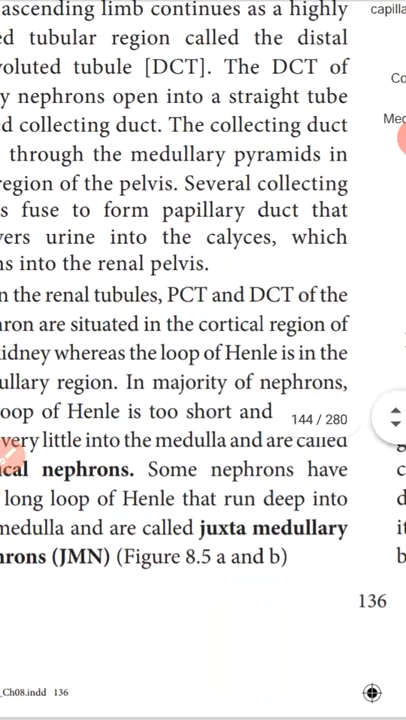 ascending limb continues as a highly
ed tubular region called the distal
voluted tubule [DCT]. The DCT of
y nephrons open into a straight tube
d collecting duct. The collecting duct
through the medullary pyramids in
region of the pelvis. Several collecting
s fuse to form papillary duct that
vers urine into the calyces, which
ns into the renal pelvis.
n the renal tubules, PCT and DCT of the
hron are situated in the cortical region of
kidney whereas the loop of Henle is in the
ullary region. In majority of nephrons,
loop of Henle is too short and
very little into the medulla and are called
ical nephrons. Some nephrons have
long loop of Henle that run deep into
medulla and are called juxta medullary
hrons (JMN) (Figure 8.5 a and b)
136
_Ch08.indd 136
144 / 280
capilla
Co
Med
g
c
d
it
b